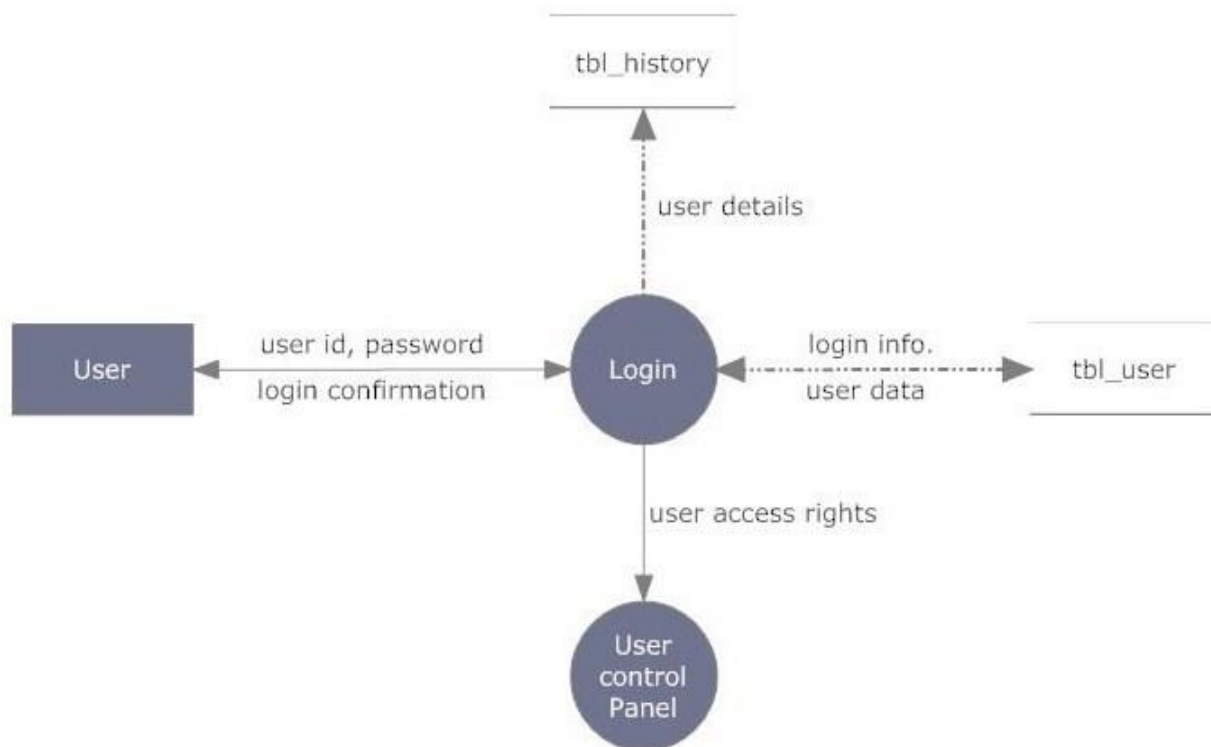 tbl_history
user details
user id, password
login confirmation
User
Login
login info.
user data
tbl_user
user access rights
User
control
Panel